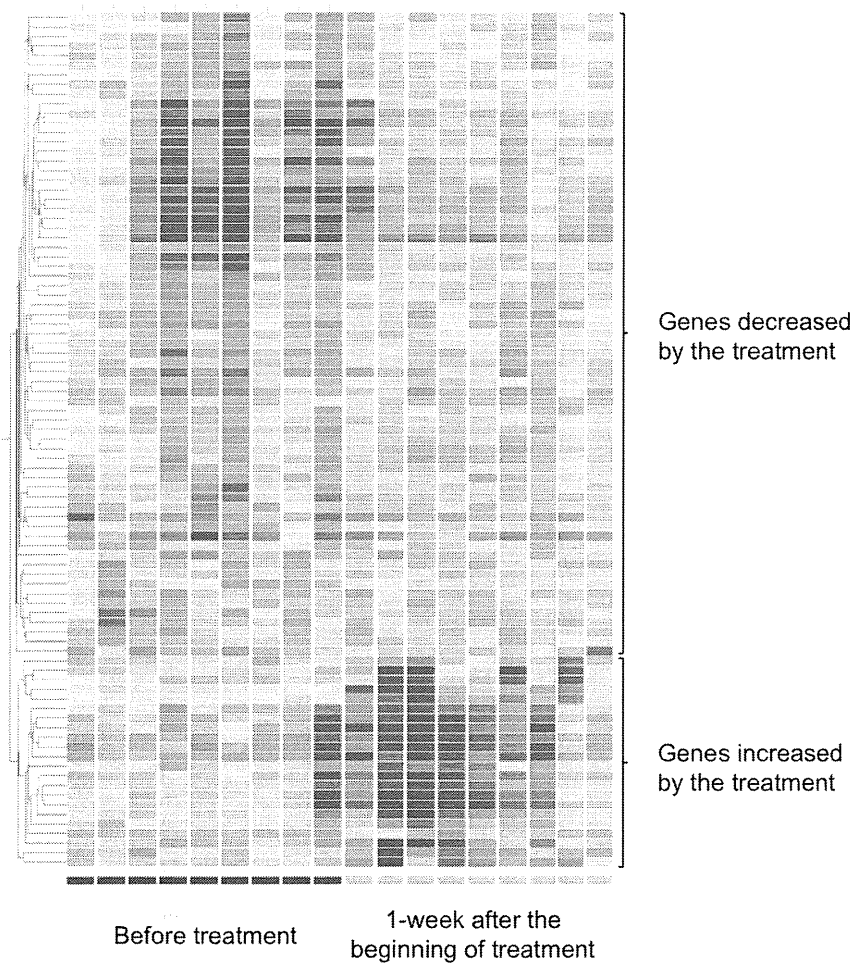 Genes decreased
by the treatment
Genes increased
by the treatment
Before treatment
1-week after the
beginning of treatment